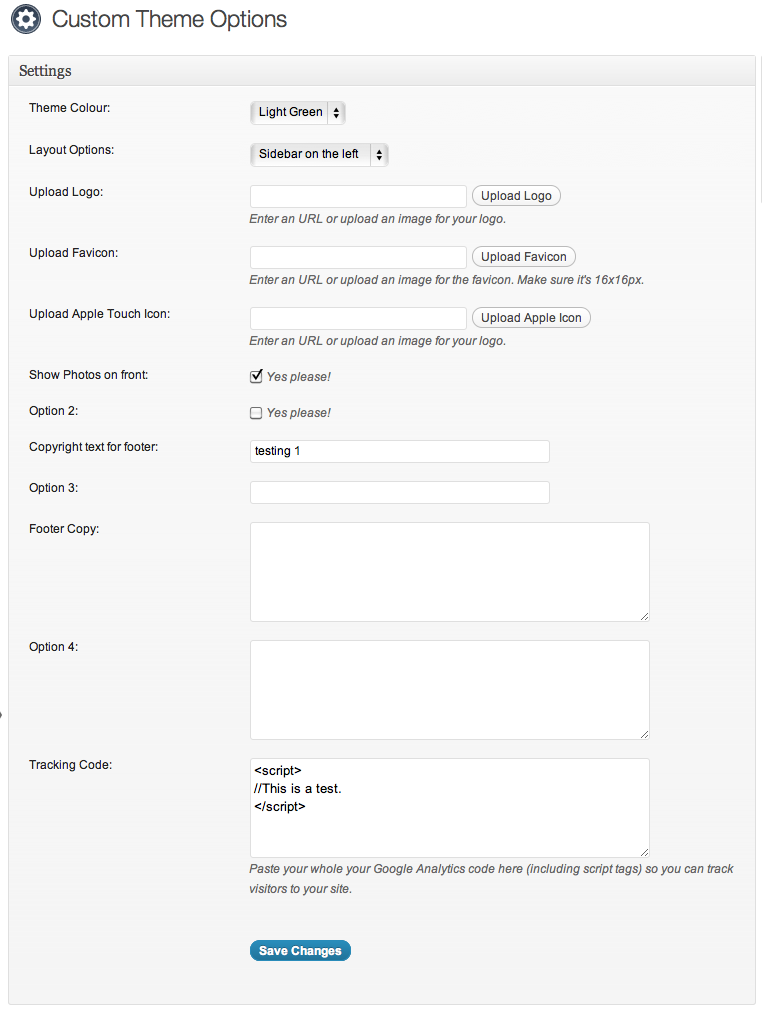 Custom Theme Options
Settings
Theme Colour:
Light Green
Layout Options:
Sidebar on the left
Upload Logo:
Upload Logo
Enter an URL or upload an image for your logo.
Upload Favicon:
Upload Favicon
Enter an URL or upload an image for the favicon. Make sure it's 16x16px.
Upload Apple Touch Icon:
Upload Apple Icon
Enter an URL or upload an image for your logo.
Show Photos on front:
Yes please!
Option 2:
Yes please!
Copyright text for footer:
testing 1
Option 3:
Footer Copy:
Option 4:
Tracking Code:
<script>
//This is a test.
</script>
Paste your whole your Google Analytics code here (including script tags) so you can track
visitors to your site.
Save Changes